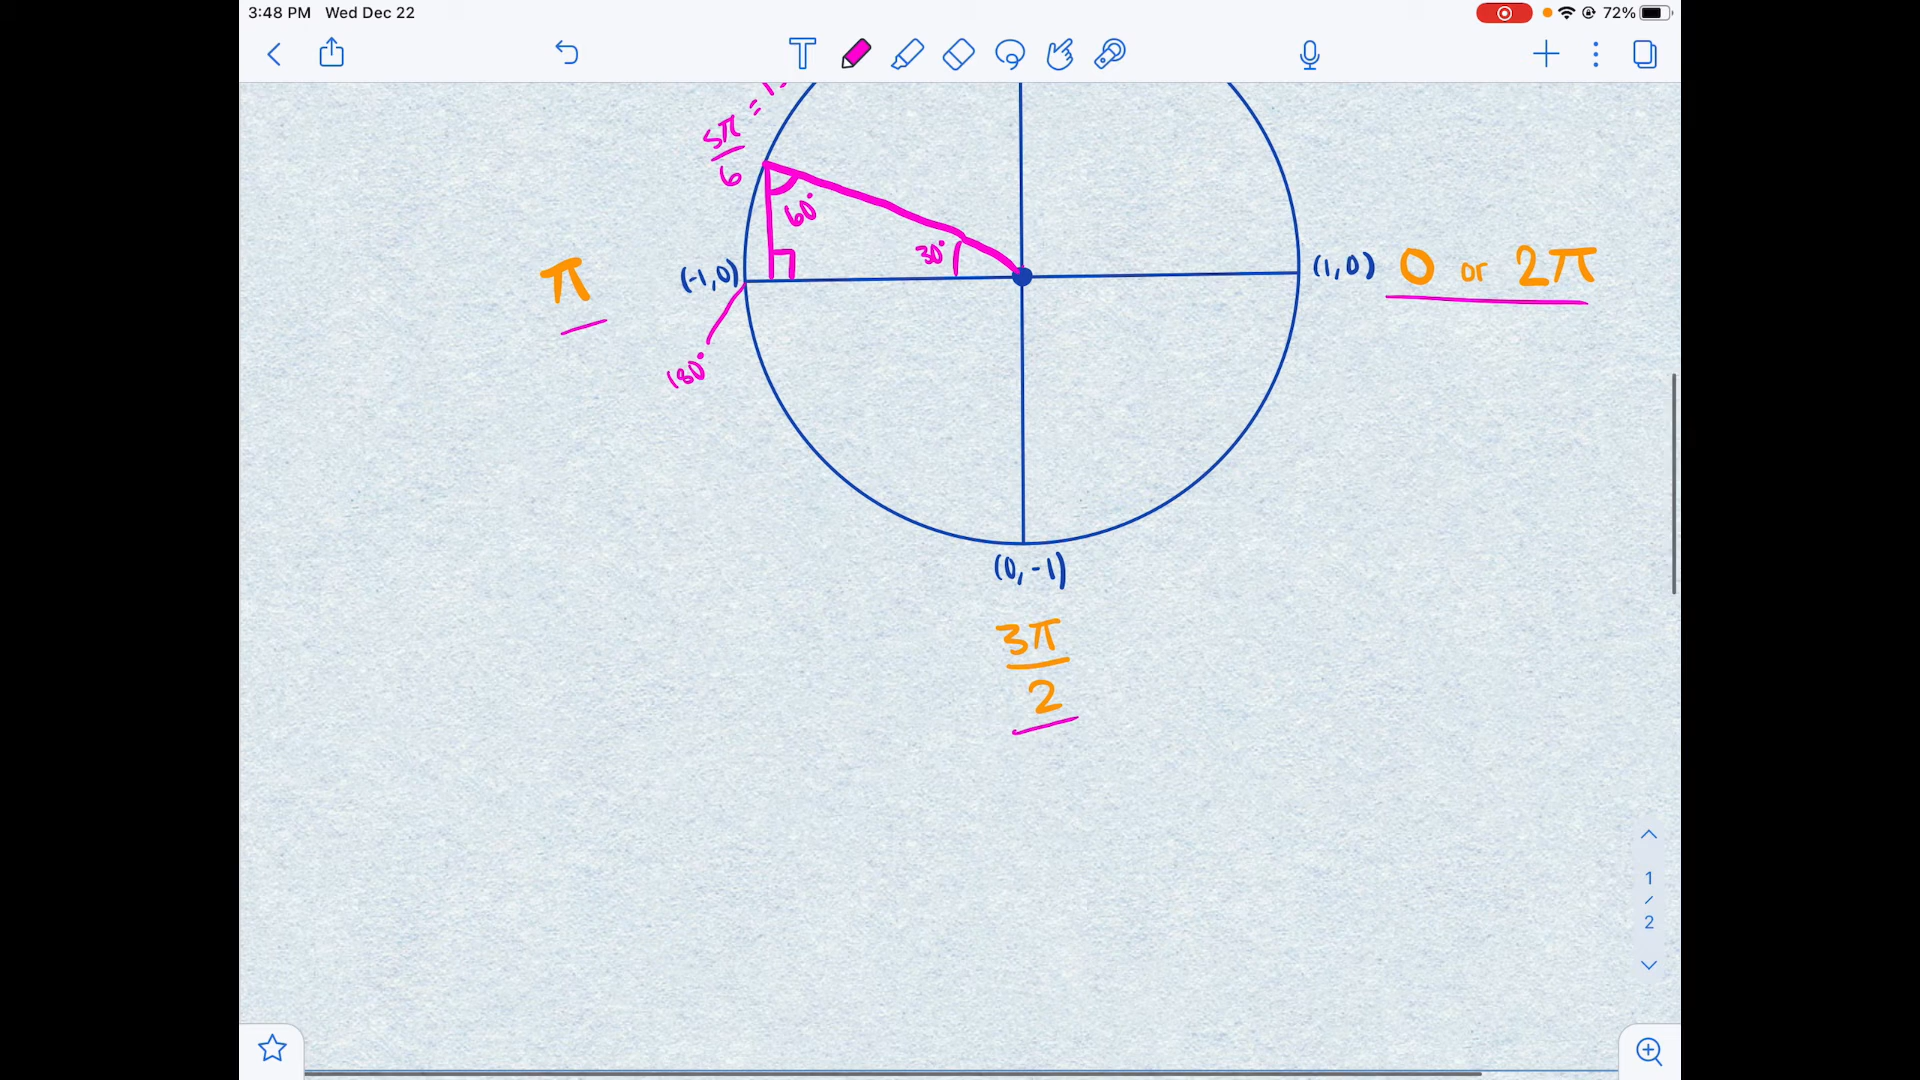 3:48 PM Wed Dec 22
72%
5π
6
=
60°
30°
π
(-1,0)
(1,0) 0 or 2π
180°
(0,-1)
3π
2
1
/
2